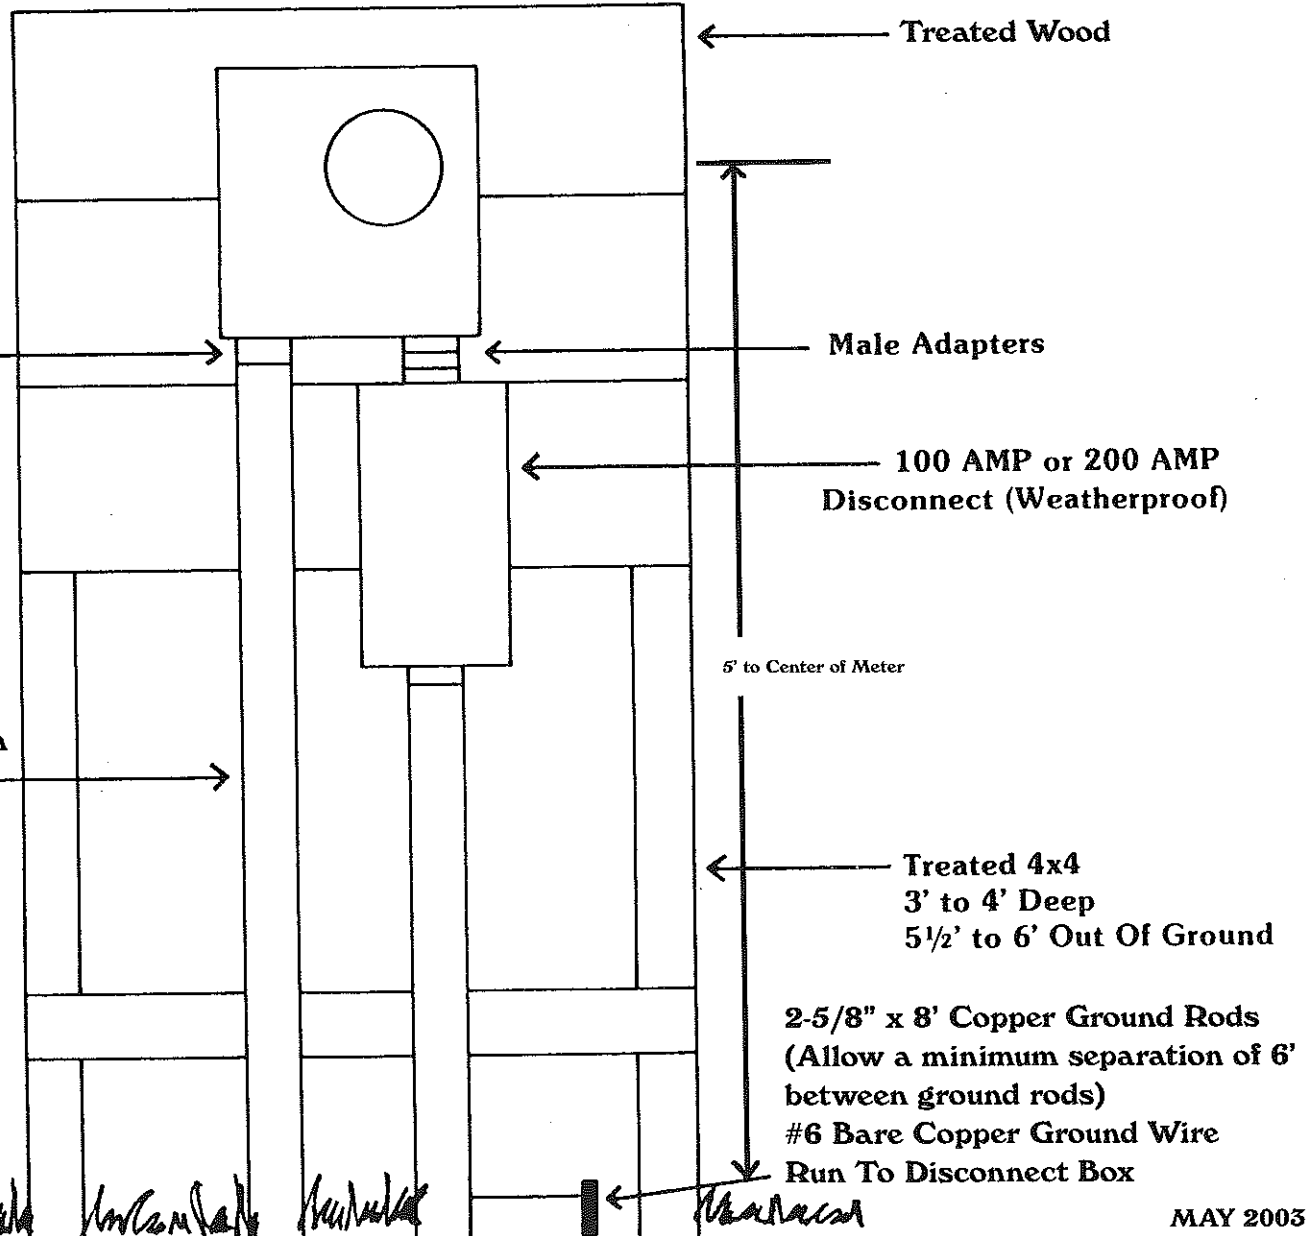 Treated Wood
Male Adapters
100 AMP or 200 AMP
Disconnect (Weatherproof)
5' to Center of Meter
Treated 4x4
3' to 4' Deep
5½' to 6' Out Of Ground
2-5/8" x 8' Copper Ground Rods
(Allow a minimum separation of 6'
between ground rods)
#6 Bare Copper Ground Wire
Run To Disconnect Box
MAY 2003